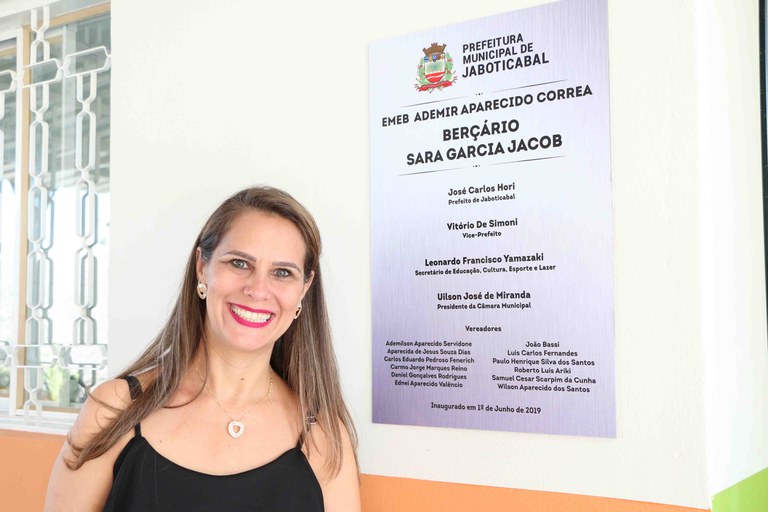 PREFEITURA
MUNICIPAL DE
JABOTICABAL
EMEB ADEMIR APARECIDO CORREA
BERÇÁRIO
SARA GARCIA JACOB
José Carlos Hori
Prefeito de Jaboticabal
Vitório De Simoni
Vice-Prefeito
Leonardo Francisco Yamazaki
Secretário de Educação, Cultura, Esporte e Lazer
Uilson José de Miranda
Presidente da Câmara Municipal
Vereadores
Ademilson Aparecido Servidone
Aparecida de Jesus Souza Dias
Carlos Eduardo Pedroso Fenerich
Carmo Jorge Marques Reino
Daniel Gonçalves Rodrigues
Ednei Aparecido Valêncio
João Bassi
Luis Carlos Fernandes
Paulo Henrique Silva dos Santos
Roberto Luis Ariki
Samuel Cesar Scarpim da Cunha
Wilson Aparecido dos Santos
Inaugurado em 1º de Junho de 2019